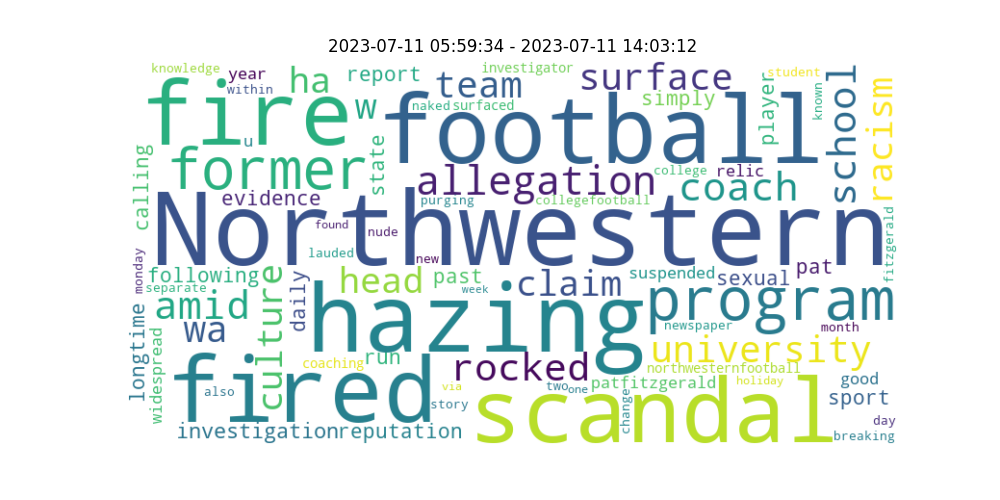 2023-07-11 05:59:34 - 2023-07-11 14:03:12
knowledge
year
within
ha
report
investigator
team
surface
student
known
fire
w
naked
surfaced
simply
player
school
racism
football
u
former
state
calling
allegation
college
relic
coach
evidence
purging
collegefootball
Northwestern
found
nude
lauded
new
fitzgerald
monday
following
separate
culture
daily
head
past
week
claim
suspended
sexual
pat
amid
hazing
program
longtime
wa
newspaper
month
widespread
coaching
run
rocked
university
northwesternfootball
fired
also
via
two
one
patfitzgerald
holiday
good
sport
story
scandal
change
day
investigation
reputation
breaking